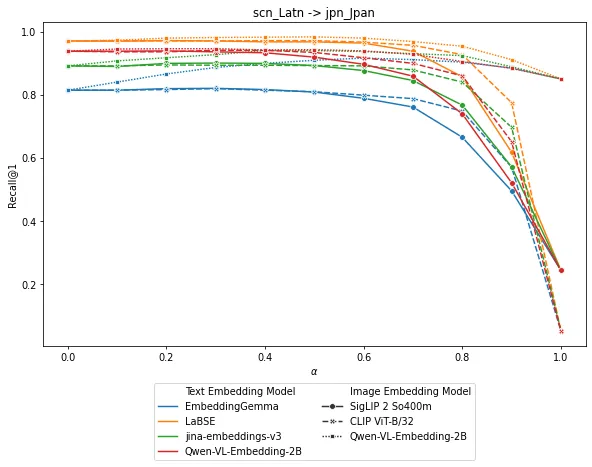 scn_Latn -> jpn_Jpan
1.0
0.8
0.6
0.4
0.2
Recall@1
0.0 0.2 0.4 0.6 0.8 1.0
α
Text Embedding Model Image Embedding Model
EmbeddingGemma SigLIP 2 So400m
LaBSE CLIP ViT-B/32
jina-embeddings-v3 Qwen-VL-Embedding-2B
Qwen-VL-Embedding-2B